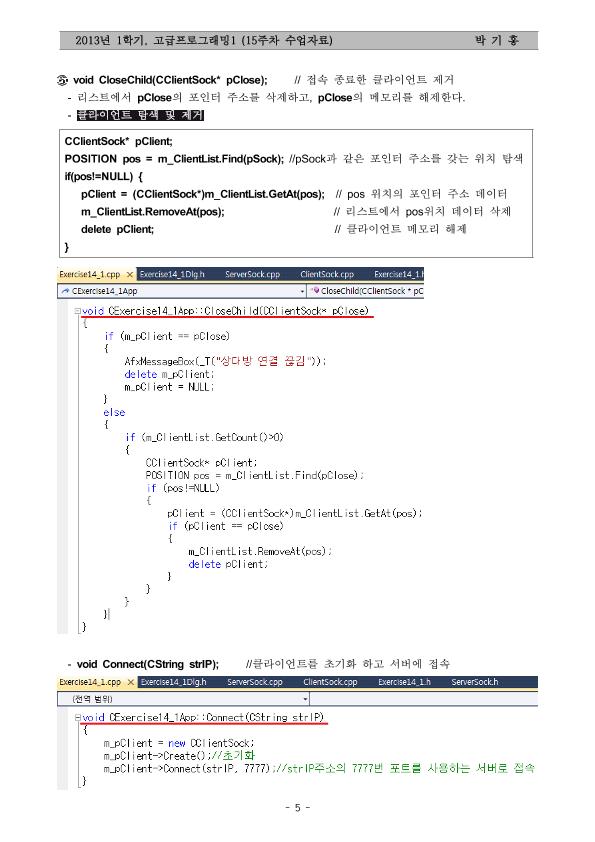 2013년 1학기, 고급프로그래밍1 (15주차 수업자료) 박 기 홍
⑤ void CloseChild(CClientSock* pClose); // 접속 종료한 클라이언트 제거
- 리스트에서 pClose의 포인터 주소를 삭제하고, pClose의 메모리를 해제한다.
- 클라이언트 탐색 및 제거
CClientSock* pClient;
POSITION pos = m_ClientList.Find(pSock); //pSock과 같은 포인터 주소를 갖는 위치 탐색
if(pos!=NULL) {
pClient = (CClientSock*)m_ClientList.GetAt(pos); // pos 위치의 포인터 주소 데이터
m_ClientList.RemoveAt(pos); // 리스트에서 pos위치 데이터 삭제
delete pClient; // 클라이언트 메모리 해제
}
Exercise14_1.cpp × Exercise14_1Dlg.h ServerSock.cpp ClientSock.cpp Exercise14_1.h
CExercise14_1App CloseChild(CClientSock * pC
void CExercise14_1App::CloseChild(CClientSock* pClose)
{
if (m_pClient == pClose)
{
AfxMessageBox(_T("상대방 연결 끊김"));
delete m_pClient;
m_pClient = NULL;
}
else
{
if (m_ClientList.GetCount()>0)
{
CClientSock* pClient;
POSITION pos = m_ClientList.Find(pClose);
if (pos!=NULL)
{
pClient = (CClientSock*)m_ClientList.GetAt(pos);
if (pClient == pClose)
{
m_ClientList.RemoveAt(pos);
delete pClient;
}
}
}
}
}
- void Connect(CString strIP); //클라이언트를 초기화 하고 서버에 접속
Exercise14_1.cpp × Exercise14_1Dlg.h ServerSock.cpp ClientSock.cpp Exercise14_1.h ServerSock.h
(전역 범위)
void CExercise14_1App::Connect(CString strIP)
{
m_pClient = new CClientSock;
m_pClient->Create();//초기화
m_pClient->Connect(strIP, 7777);//strIP주소의 7777번 포트를 사용하는 서버로 접속
}
- 5 -